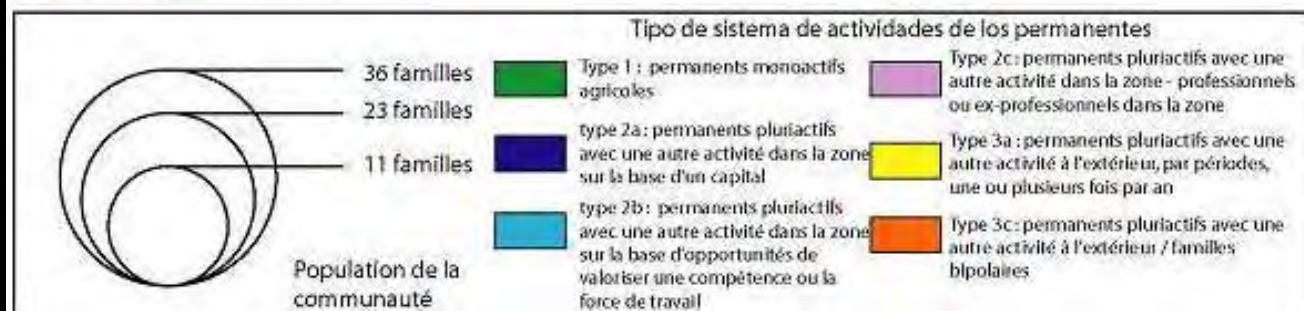 Tipo de sistema de actividades de los permanentes
36 familles
23 familles
11 familles
Population de la
communauté
Type 1 : permanents monoactifs
agricoles
type 2a : permanents pluriactifs
avec une autre activité dans la zone
sur la base d'un capital
type 2b : permanents pluriactifs
avec une autre activité dans la zone
sur la base d'opportunités de
valoriser une compétence ou la
force de travail
Type 2c : permanents pluriactifs avec une
autre activité dans la zone - professionnels
ou ex-professionnels dans la zone
Type 3a : permanents pluriactifs avec une
autre activité à l'extérieur, par périodes,
une ou plusieurs fois par an
Type 3c : permanents pluriactifs avec une
autre activité à l'extérieur / familles
bipolaires